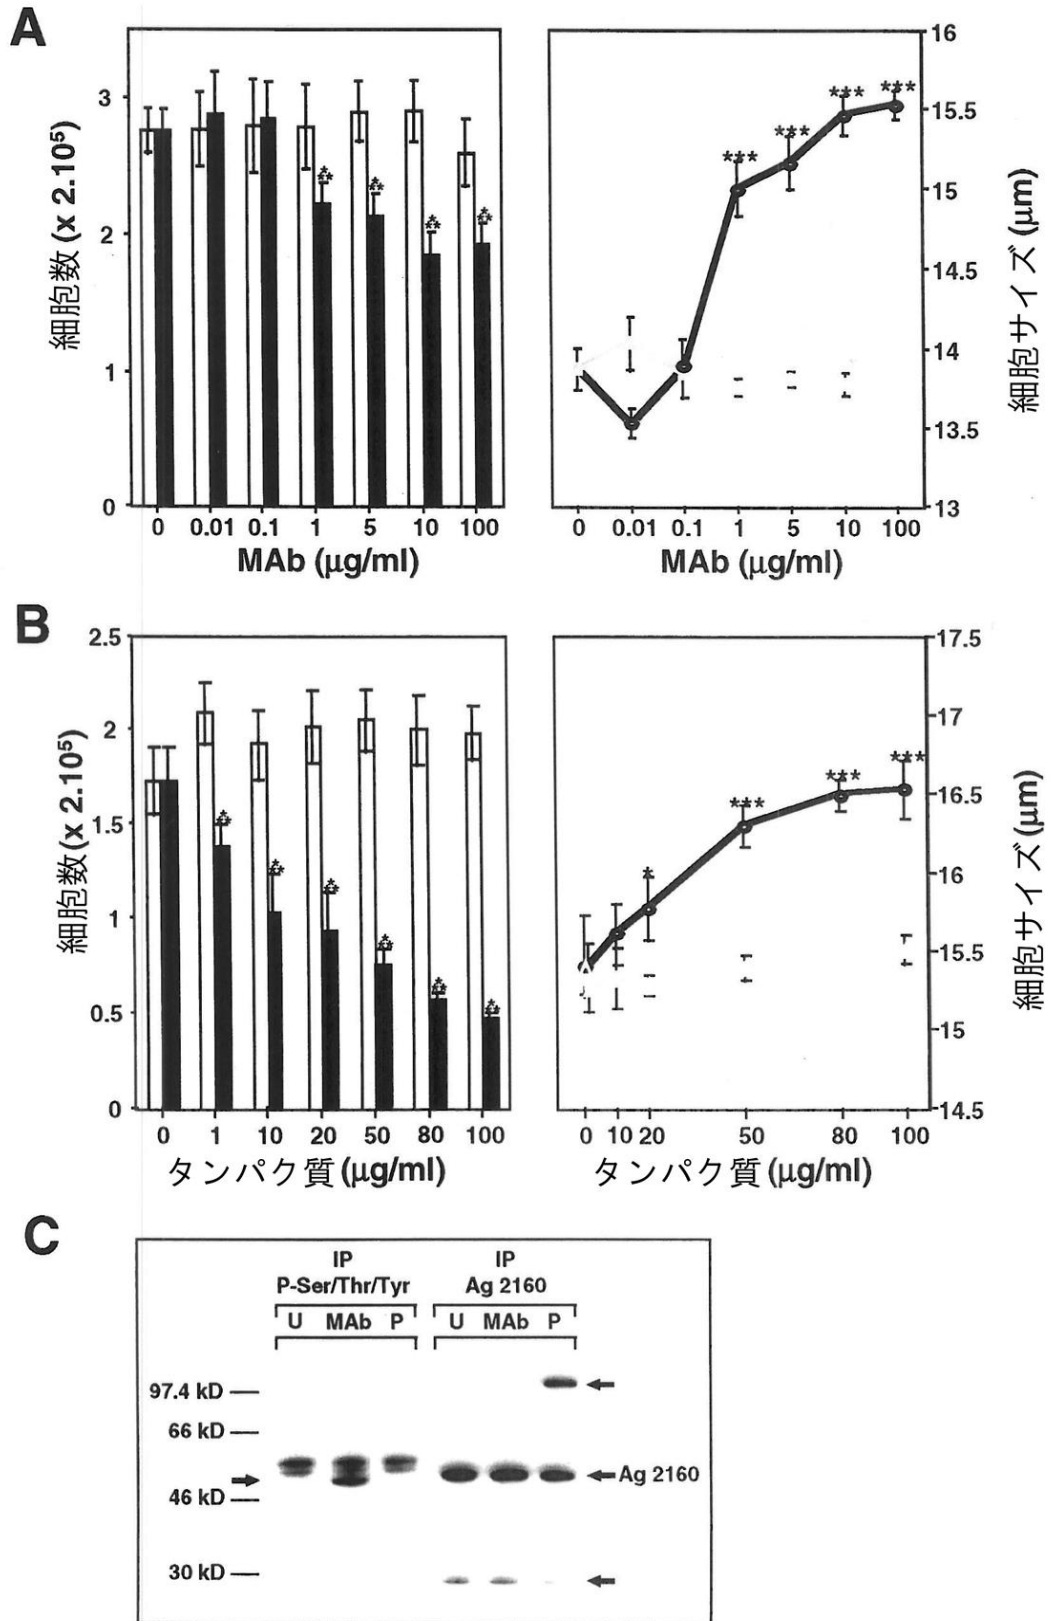 A
細胞数 (x 2.10⁵)
3
2
1
0
0 0.01 0.1 1 5 10 100
MAb (μg/ml)
*** *** *** ***
16
15.5
15
14.5
14
13.5
13
細胞サイズ (μm)
0 0.01 0.1 1 5 10 100
MAb (μg/ml)
*** *** *** ***
B
細胞数 (x 2.10⁵)
2.5
2
1.5
1
0.5
0
0 1 10 20 50 80 100
タンパク質 (μg/ml)
*** *** *** *** *** ***
17.5
17
16.5
16
15.5
15
14.5
細胞サイズ (μm)
0 10 20 50 80 100
タンパク質 (μg/ml)
* *** *** ***
C
IP IP
P-Ser/Thr/Tyr Ag 2160
U MAb P U MAb P
97.4 kD
66 kD
Ag 2160
46 kD
30 kD